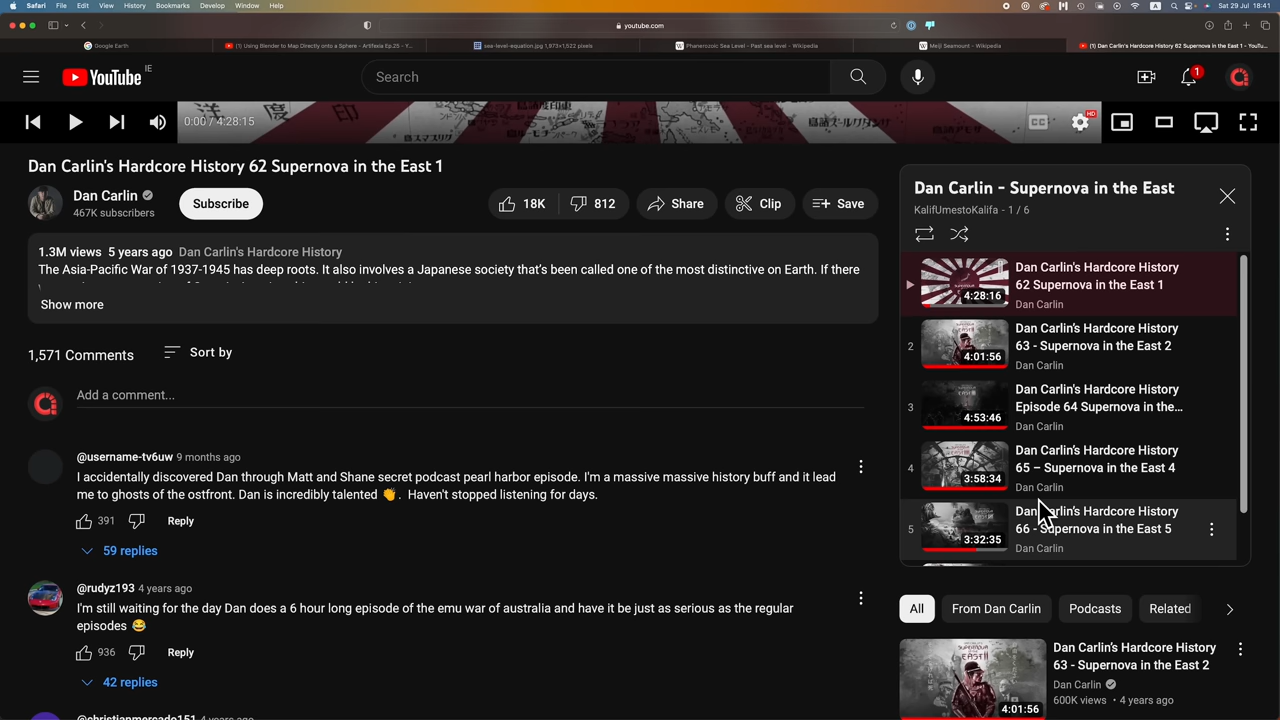 Safari File Edit View History Bookmarks Develop Window Help
A Sat 29 Jul 18:41
youtube.com
Google Earth
(1) Using Blender to Map Directly onto a Sphere - Artifexia Ep.25 - Y...
sea-level-equation.jpg 1,973×1,522 pixels
Phanerozoic Sea Level - Past sea level - Wikipedia
Meiji Seamount - Wikipedia
(1) Dan Carlin's Hardcore History 62 Supernova in the East 1 - YouTu...
YouTube IE
Search
1
洋 度 印
0:00 / 4:28:15
CC
HD
Dan Carlin's Hardcore History 62 Supernova in the East 1
Dan Carlin
467K subscribers
Subscribe
18K
812
Share
Clip
Save
1.3M views 5 years ago Dan Carlin's Hardcore History
The Asia-Pacific War of 1937-1945 has deep roots. It also involves a Japanese society that's been called one of the most distinctive on Earth. If there
Show more
1,571 Comments
Sort by
Add a comment...
@username-tv6uw 9 months ago
I accidentally discovered Dan through Matt and Shane secret podcast pearl harbor episode. I'm a massive massive history buff and it lead
me to ghosts of the ostfront. Dan is incredibly talented 👏. Haven't stopped listening for days.
391
Reply
59 replies
@rudyz193 4 years ago
I'm still waiting for the day Dan does a 6 hour long episode of the emu war of australia and have it be just as serious as the regular
episodes 😂
936
Reply
42 replies
@christianmercado151 4 years ago
Dan Carlin - Supernova in the East
KalifUmestoKalifa - 1 / 6
4:28:16
Dan Carlin's Hardcore History
62 Supernova in the East 1
Dan Carlin
2
4:01:56
Dan Carlin's Hardcore History
63 - Supernova in the East 2
Dan Carlin
3
4:53:46
Dan Carlin's Hardcore History
Episode 64 Supernova in the...
Dan Carlin
4
3:58:34
Dan Carlin's Hardcore History
65 – Supernova in the East 4
Dan Carlin
5
3:32:35
Dan Carlin's Hardcore History
66 - Supernova in the East 5
Dan Carlin
All
From Dan Carlin
Podcasts
Related
EAST II
4:01:56
Dan Carlin's Hardcore History
63 - Supernova in the East 2
Dan Carlin
600K views • 4 years ago